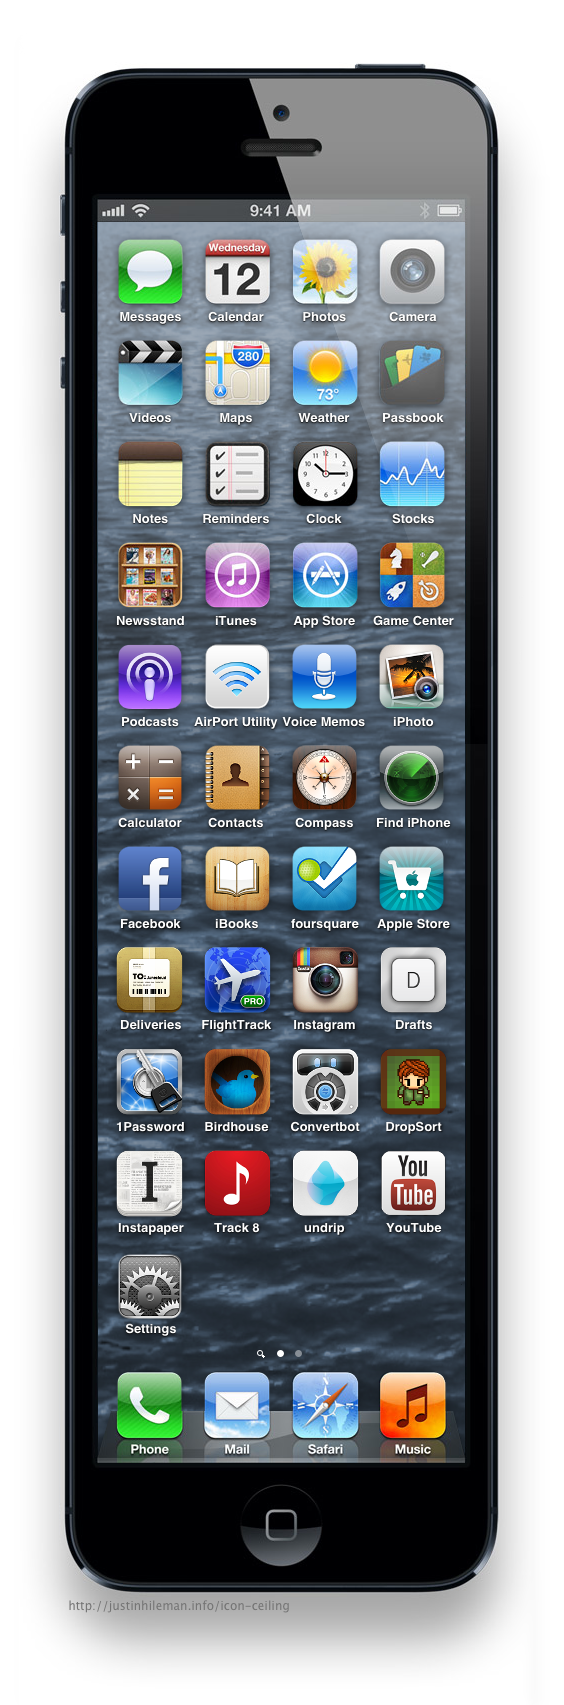 9:41 AM
Wednesday
12
Messages Calendar Photos Camera
280
73°
Videos Maps Weather Passbook
Notes Reminders Clock Stocks
Newsstand iTunes App Store Game Center
Podcasts AirPort Utility Voice Memos iPhoto
Calculator Contacts Compass Find iPhone
Facebook iBooks foursquare Apple Store
TO:
PRO
D
Deliveries FlightTrack Instagram Drafts
1Password Birdhouse Convertbot DropSort
I
You
Tube
Instapaper Track 8 undrip YouTube
Settings
Phone Mail Safari Music
http://justinhileman.info/icon-ceiling